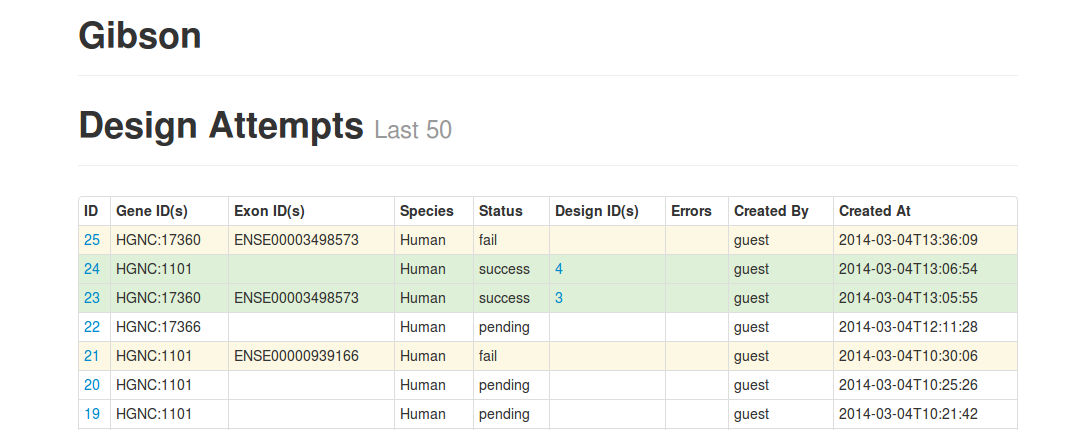 Gibson
Design Attempts Last 50
ID Gene ID(s) Exon ID(s) Species Status Design ID(s) Errors Created By Created At
25 HGNC:17360 ENSE00003498573 Human fail guest 2014-03-04T13:36:09
24 HGNC:1101 Human success 4 guest 2014-03-04T13:06:54
23 HGNC:17360 ENSE00003498573 Human success 3 guest 2014-03-04T13:05:55
22 HGNC:17366 Human pending guest 2014-03-04T12:11:28
21 HGNC:1101 ENSE00000939166 Human fail guest 2014-03-04T10:30:06
20 HGNC:1101 Human pending guest 2014-03-04T10:25:26
19 HGNC:1101 Human pending guest 2014-03-04T10:21:42